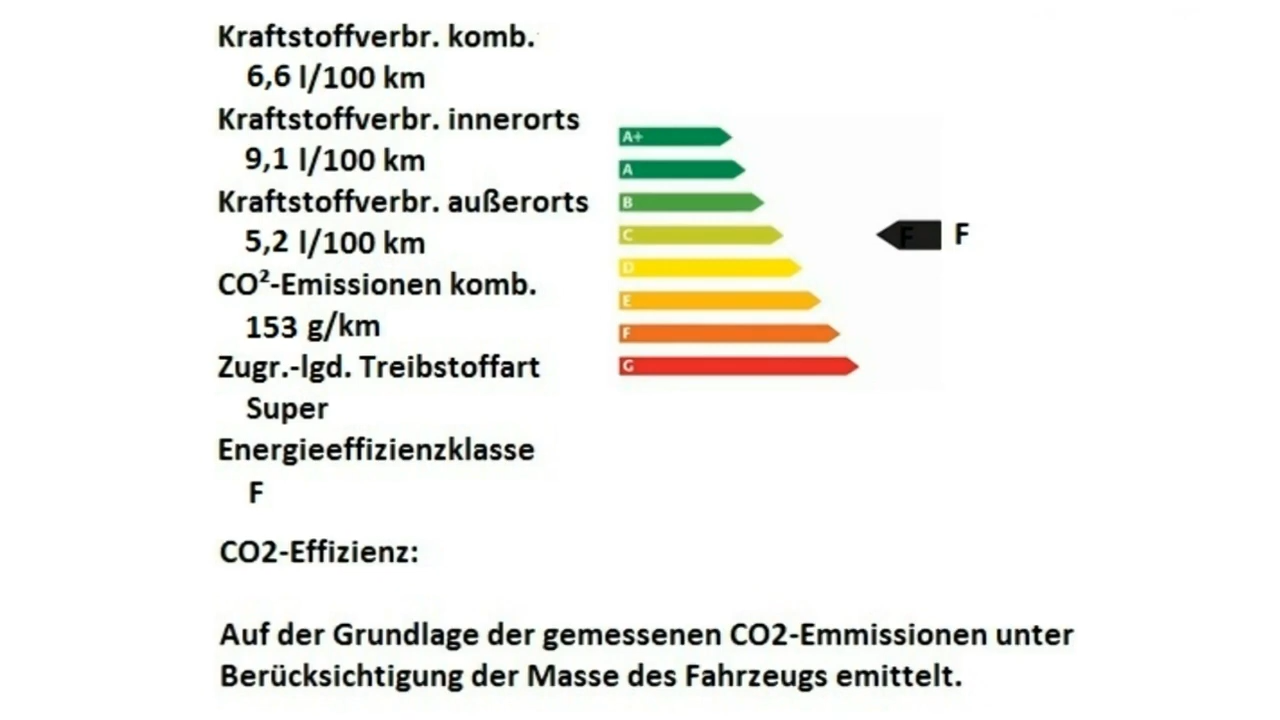 Kraftstoffverbr. komb.
6,6 l/100 km
Kraftstoffverbr. innerorts
9,1 l/100 km
Kraftstoffverbr. außerorts
5,2 l/100 km
CO²-Emissionen komb.
153 g/km
Zugr.-lgd. Treibstoffart
Super
Energieeffizienzklasse
F
A+
A
B
C
D
E
F
G
F F
CO2-Effizienz:
Auf der Grundlage der gemessenen CO2-Emmissionen unter
Berücksichtigung der Masse des Fahrzeugs emittelt.